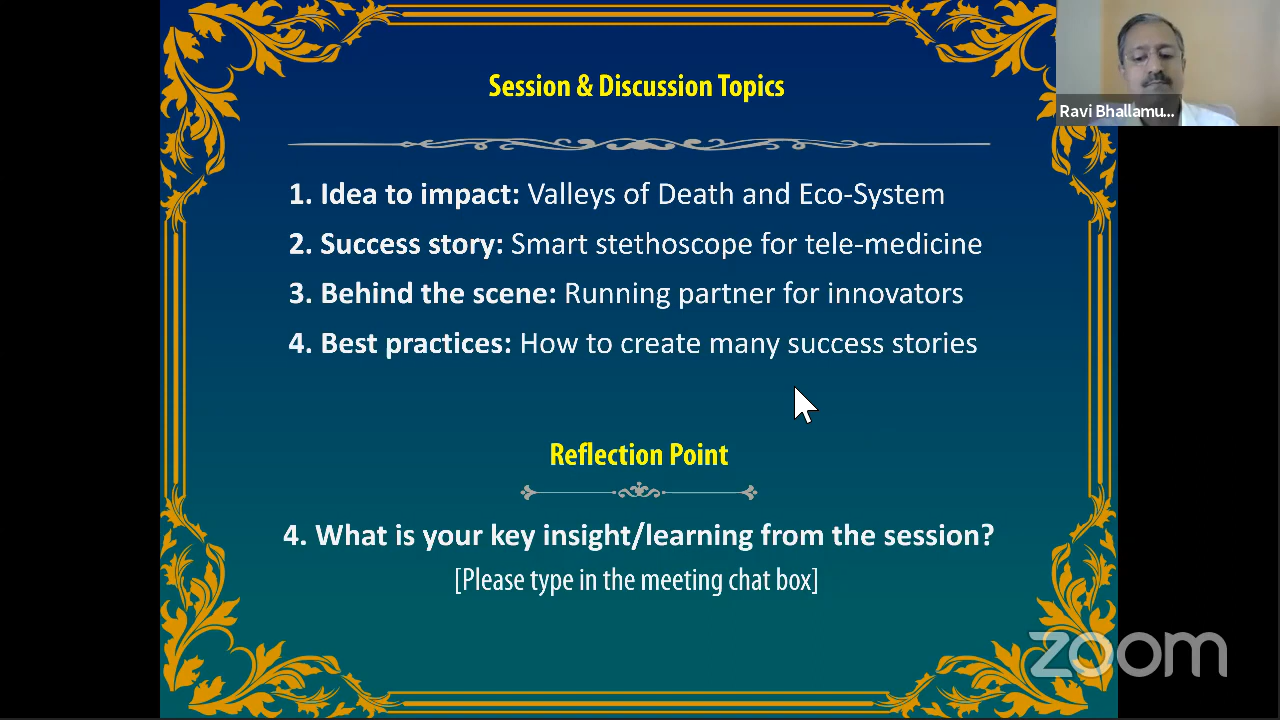 Session & Discussion Topics
Ravi Bhallamu...
1. Idea to impact: Valleys of Death and Eco-System
2. Success story: Smart stethoscope for tele-medicine
3. Behind the scene: Running partner for innovators
4. Best practices: How to create many success stories
Reflection Point
4. What is your key insight/learning from the session?
[Please type in the meeting chat box]
zoom